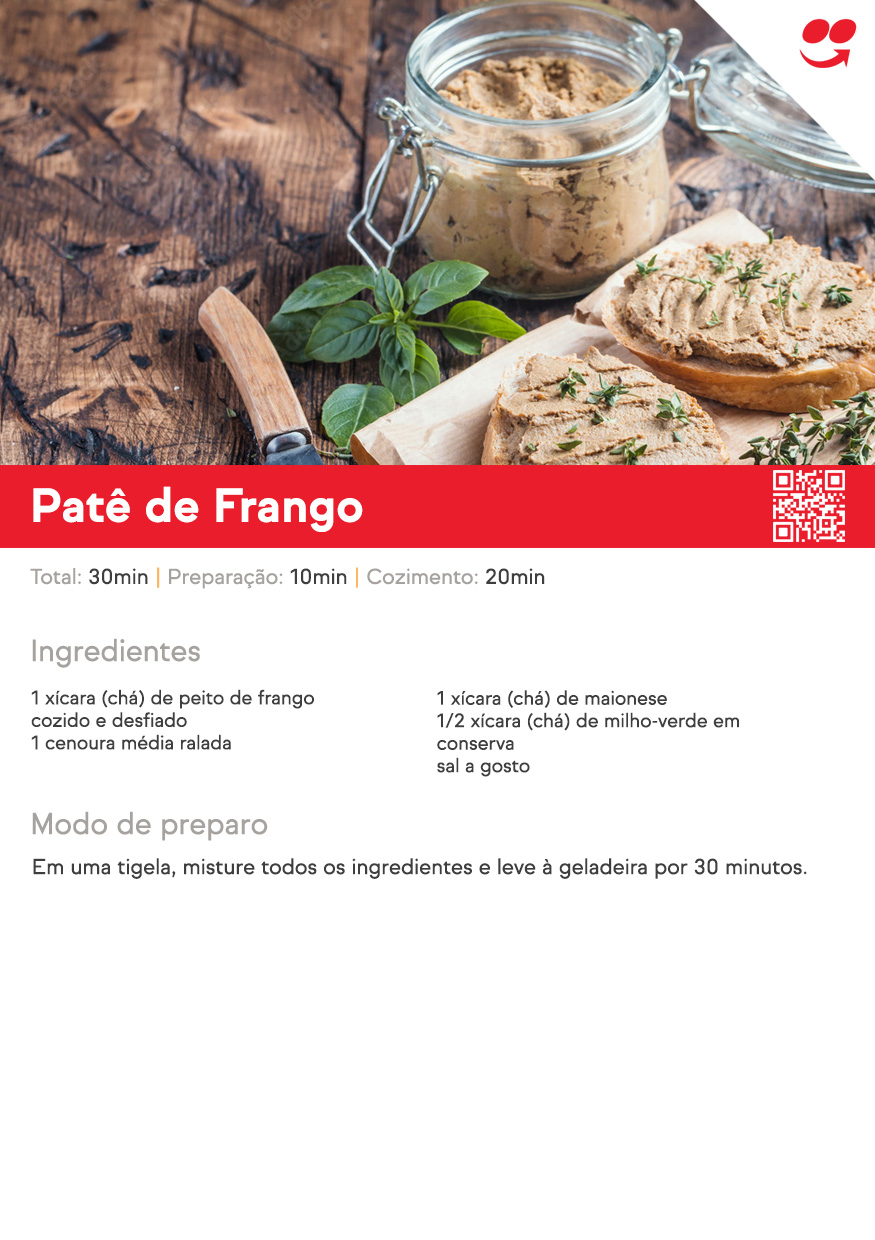 Patê de Frango
Total: 30min | Preparação: 10min | Cozimento: 20min
Ingredientes
1 xícara (chá) de peito de frango
cozido e desfiado
1 cenoura média ralada
1 xícara (chá) de maionese
1/2 xícara (chá) de milho-verde em
conserva
sal a gosto
Modo de preparo
Em uma tigela, misture todos os ingredientes e leve à geladeira por 30 minutos.